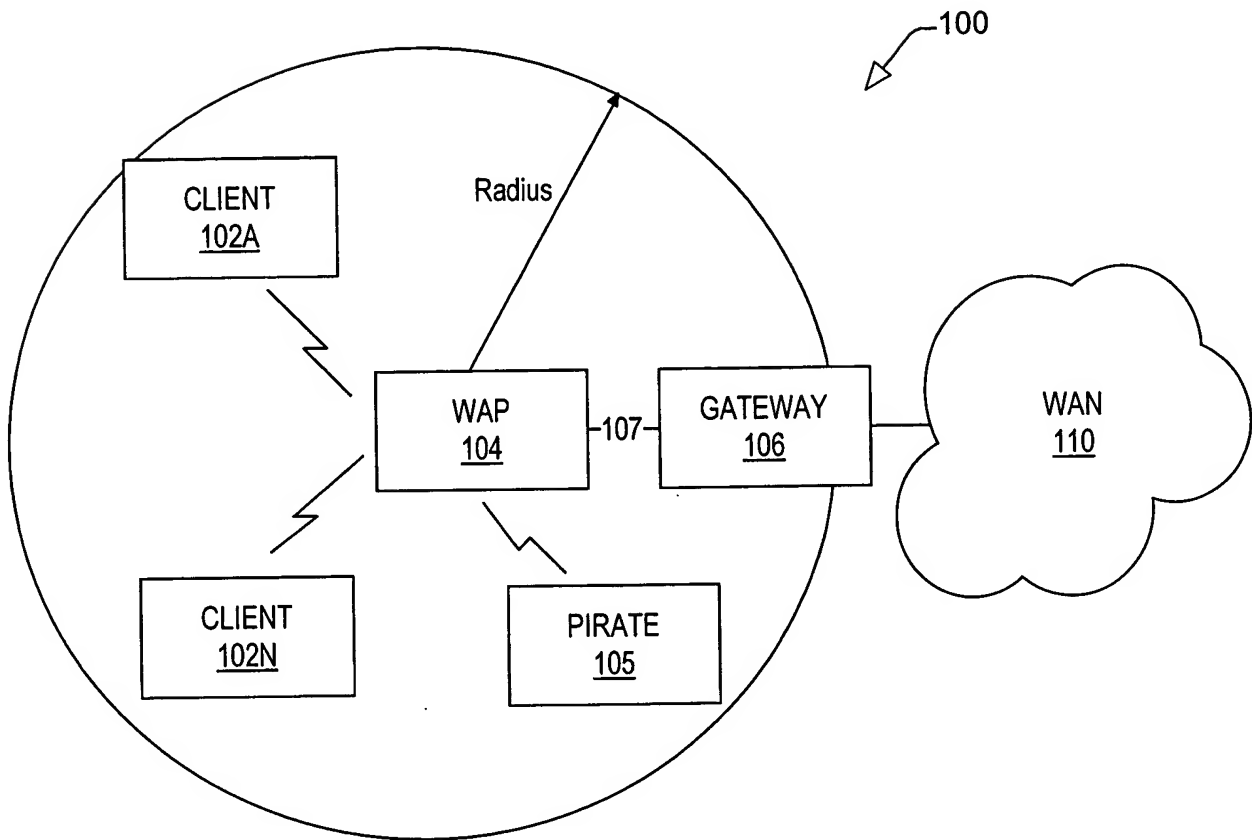 100
CLIENT
102A
Radius
WAP
104
107
GATEWAY
106
WAN
110
CLIENT
102N
PIRATE
105